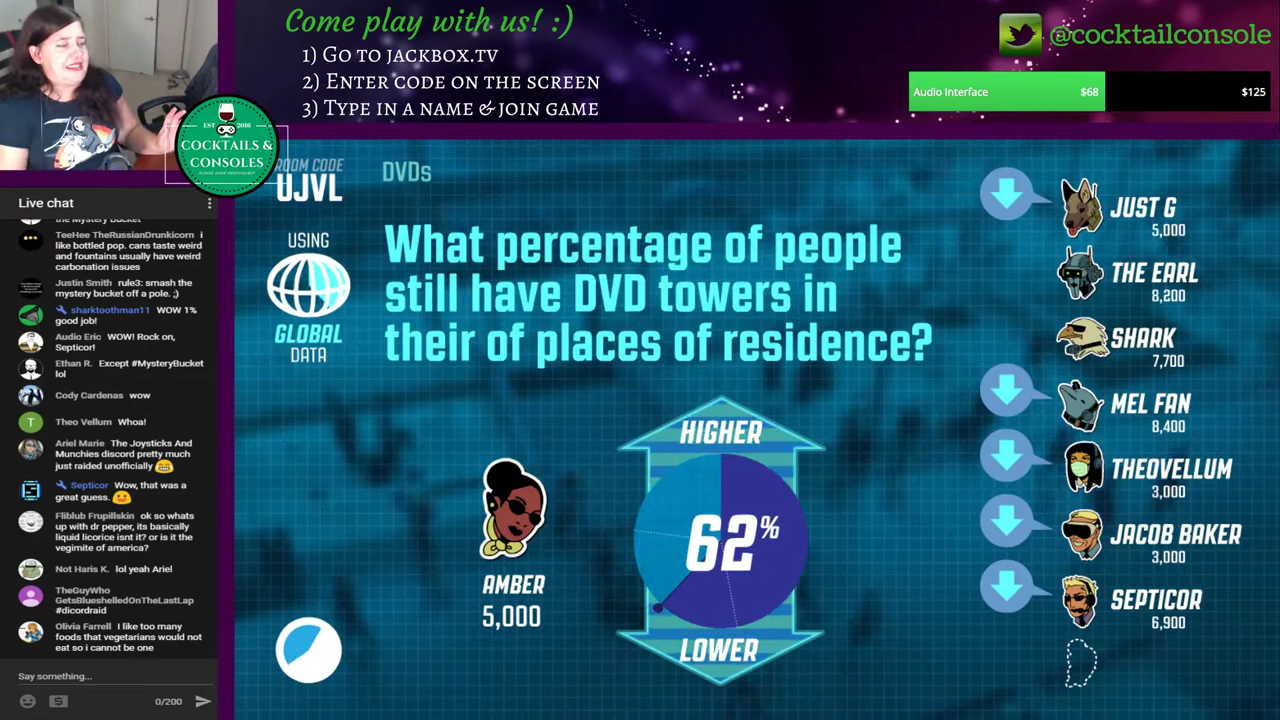 Come play with us! :)
1) Go to jackbox.tv
2) Enter code on the screen
3) Type in a name & join game
@cocktailconsole
Audio Interface $68 $125
EST 2016
COCKTAILS &
CONSOLES
Live chat
the Mystery Bucket
TeeHee TheRussianDrunkicorn i
like bottled pop. cans taste weird
and fountains usually have weird
carbonation issues
Justin Smith rule3: smash the
mystery bucket off a pole. ;)
sharktoothman11 WOW 1%
good job!
Audio Eric WOW! Rock on,
Septicor!
Ethan R. Except #MysteryBucket
lol
Cody Cardenas wow
T
Theo Vellum Whoa!
Ariel Marie The Joysticks And
Munchies discord pretty much
just raided unofficially
Septicor Wow, that was a
great guess.
Fliblub Frupillskin ok so whats
up with dr pepper, its basically
liquid licorice isnt it? or is it the
vegimite of america?
Not Haris K. lol yeah Ariel
TheGuyWho
GetsBlueshelledOnTheLastLap
#dicordraid
Olivia Farrell I like too many
foods that vegetarians would not
eat so i cannot be one
Say something...
0/200
ROOM CODE
UJVL
USING
GLOBAL
DATA
DVDs
What percentage of people
still have DVD towers in
their of places of residence?
HIGHER
62%
LOWER
AMBER
5,000
JUST G
5,000
THE EARL
8,200
SHARK
7,700
MEL FAN
8,400
THEOVELLUM
3,000
JACOB BAKER
3,000
SEPTICOR
6,900